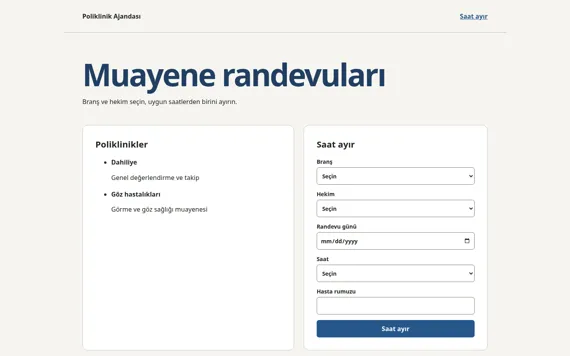 Poliklinik Ajandası
Saat ayır
Muayene randevuları
Branş ve hekim seçin, uygun saatlerden birini ayırın.
Poliklinikler
Dahiliye
Genel değerlendirme ve takip
Göz hastalıkları
Görme ve göz sağlığı muayenesi
Saat ayır
Branş
Seçin
Hekim
Seçin
Randevu günü
mm/dd/yyyy
Saat
Seçin
Hasta rumuzu
Saat ayır